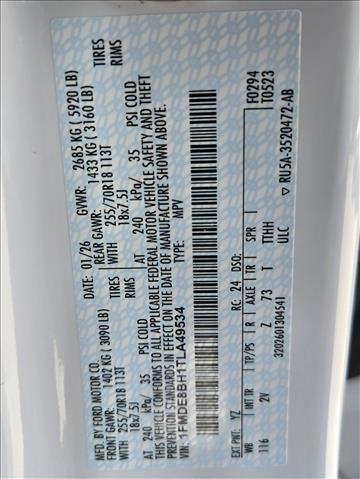 MFD. BY FORD MOTOR CO.
DATE: 01/26 GVWR: 2685 KG ( 5920 LB)
FRONT GAWR: 1402 KG ( 3090 LB) REAR GAWR: 1433 KG ( 3160 LB)
WITH 255/70R18 113T TIRES WITH 255/70R18 113T TIRES
18x7.5J RIMS 18x7.5J RIMS
AT 240 kPa/ 35 PSI COLD AT 240 kPa/ 35 PSI COLD
THIS VEHICLE CONFORMS TO ALL APPLICABLE FEDERAL MOTOR VEHICLE SAFETY AND THEFT
PREVENTION STANDARDS IN EFFECT ON THE DATE OF MANUFACTURE SHOWN ABOVE.
VIN: 1FMDE8BH1TLA49534
TYPE: MPV
F0294
T0523
EXT PNT: YZ RC: 24 DSO:
WB INT TR TP/PS R AXLE TR SPR
116 2V Z 73 T TTHH
ULC
3202601304541
▽ RU5A-3520472-AB